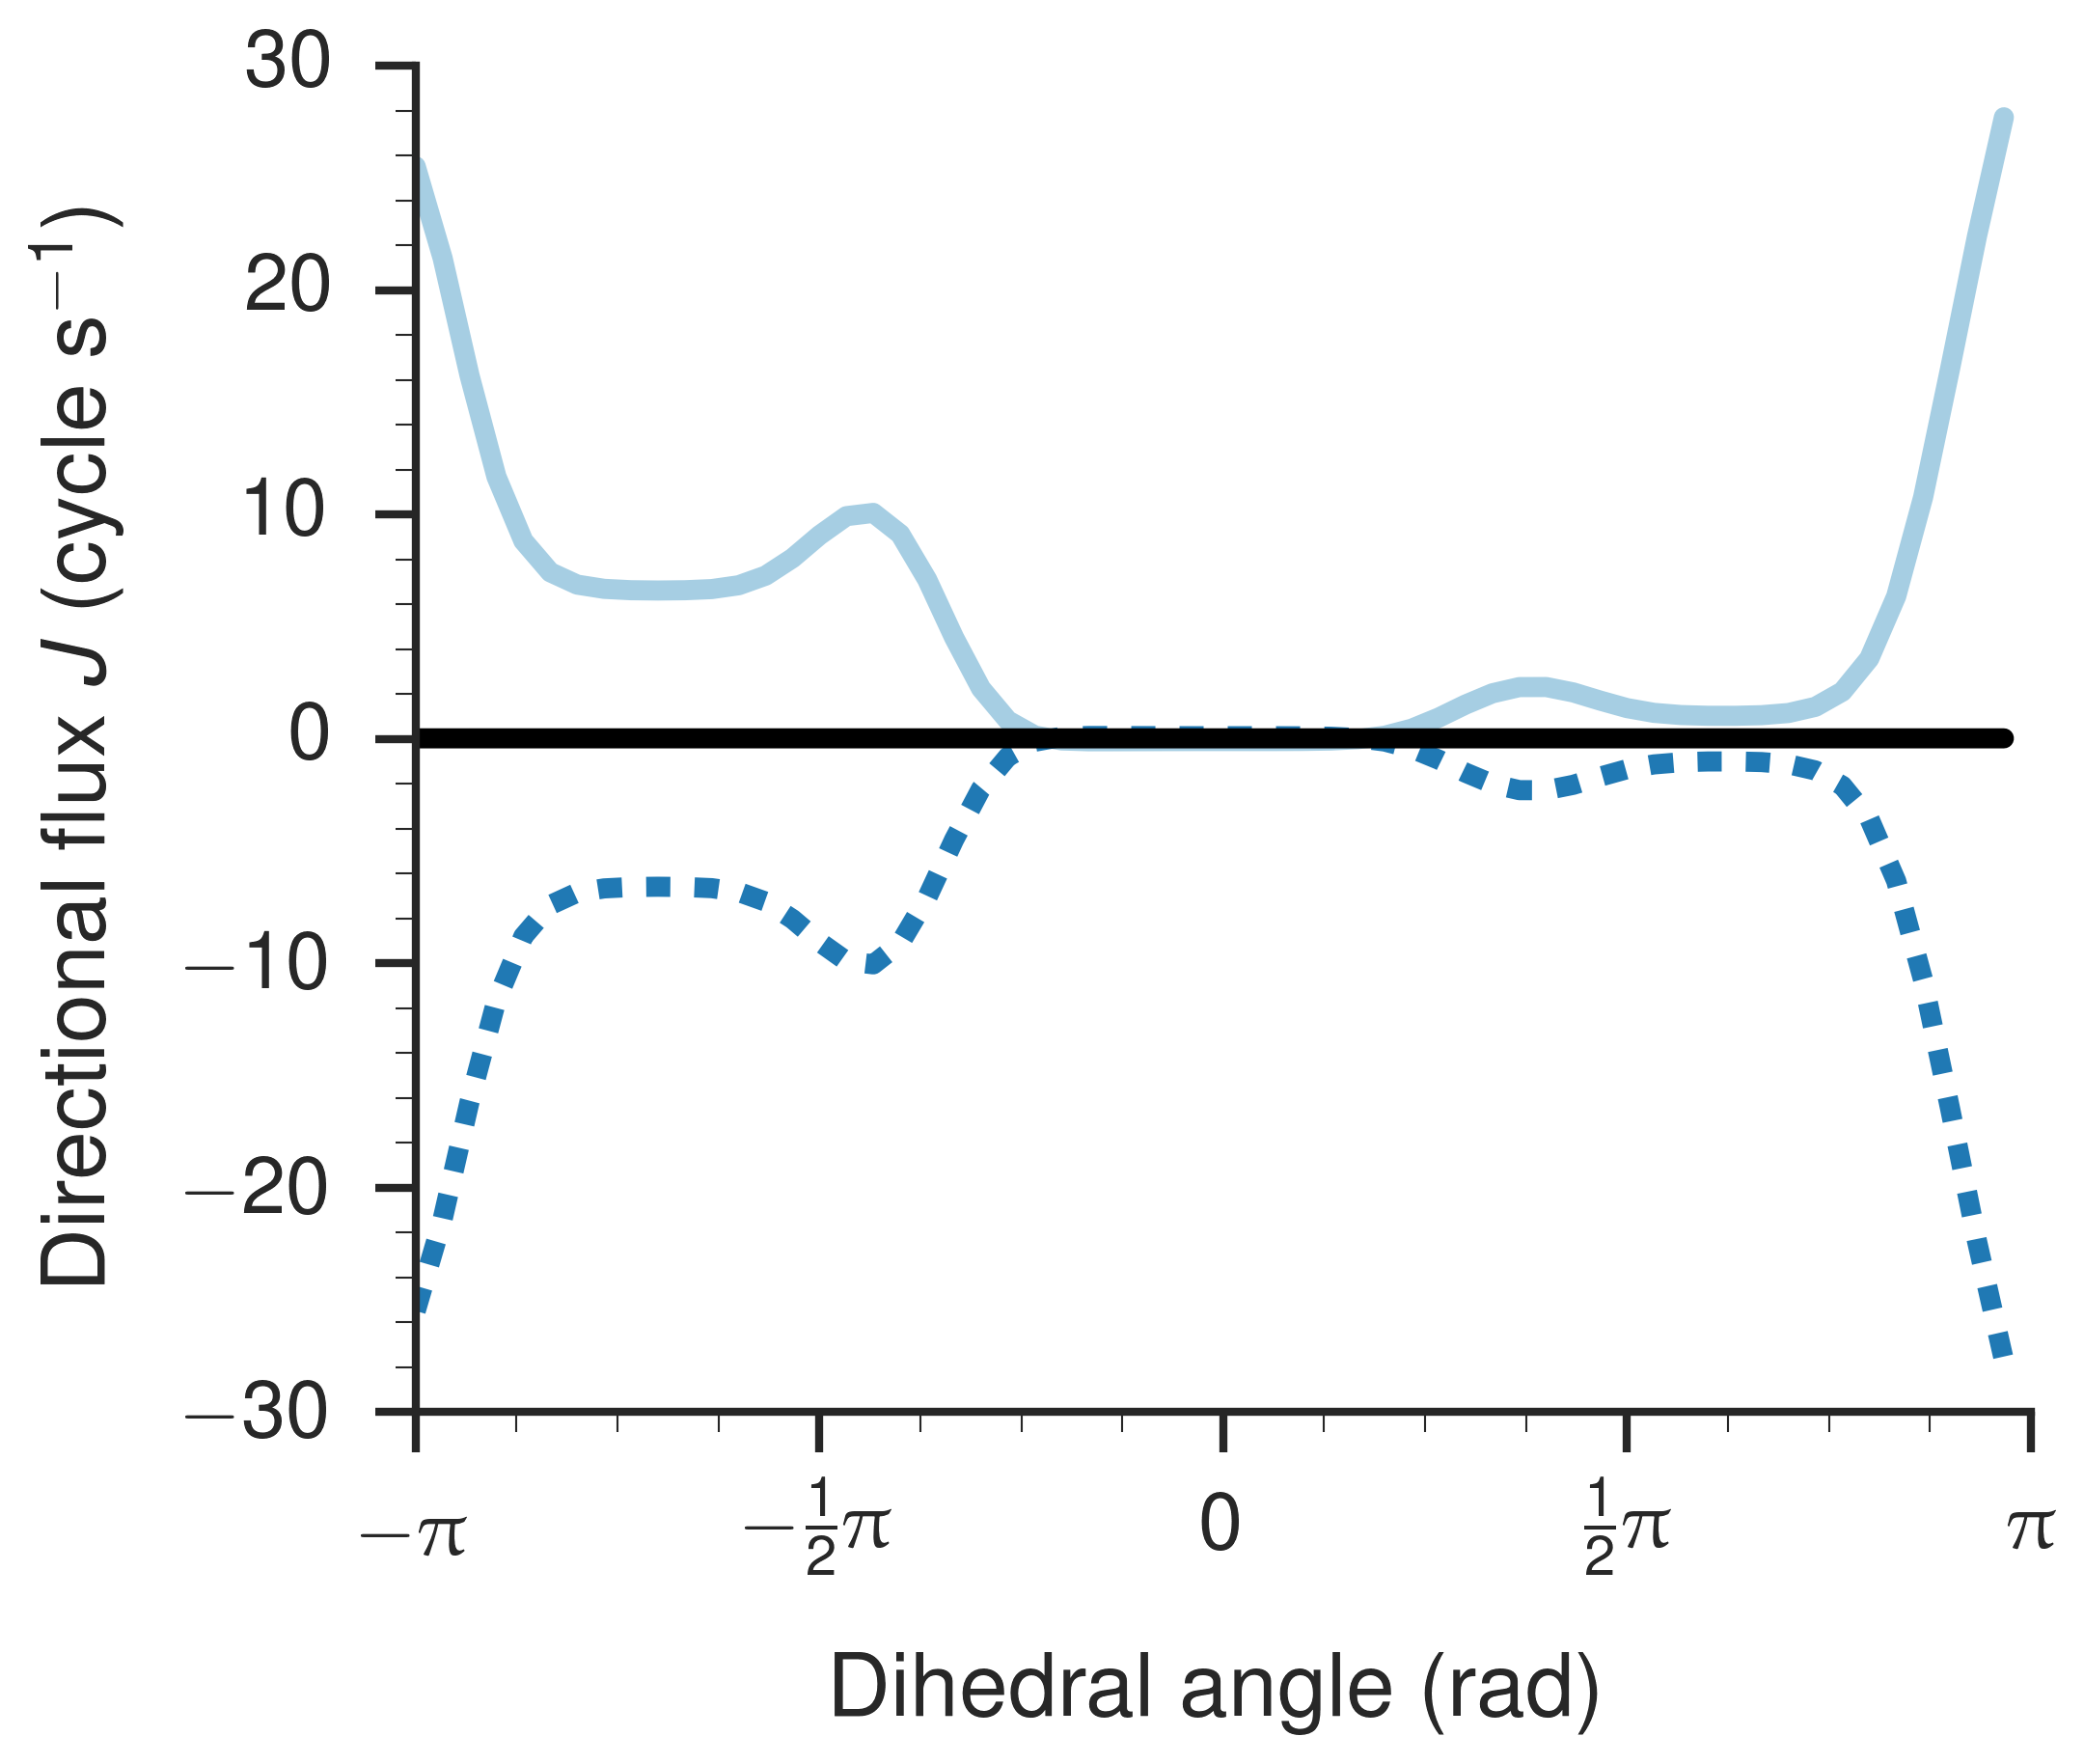 30
20
10
0
−10
−20
−30
Directional flux J (cycle s⁻¹)
−π
−½π
0
½π
π
Dihedral angle (rad)